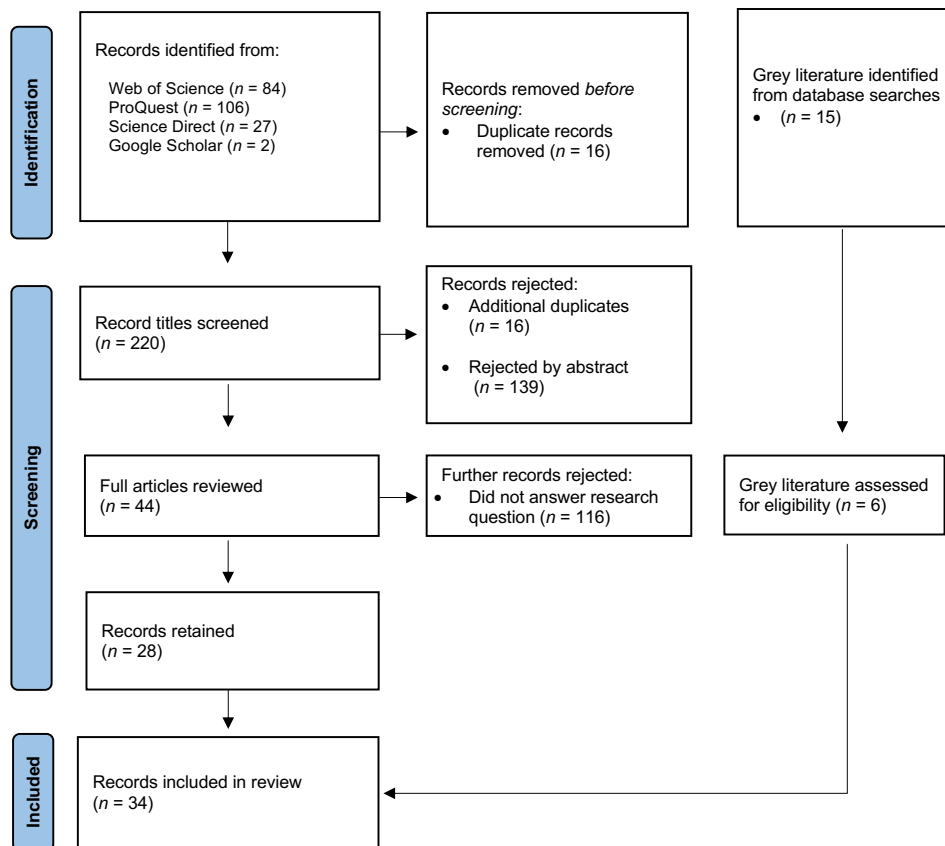 Identification
Records identified from:
Web of Science (n = 84)
ProQuest (n = 106)
Science Direct (n = 27)
Google Scholar (n = 2)
Records removed before
screening:
• Duplicate records
removed (n = 16)
Grey literature identified
from database searches
• (n = 15)
Screening
Record titles screened
(n = 220)
Records rejected:
• Additional duplicates
(n = 16)
• Rejected by abstract
(n = 139)
Full articles reviewed
(n = 44)
Further records rejected:
• Did not answer research
question (n = 116)
Grey literature assessed
for eligibility (n = 6)
Records retained
(n = 28)
Included
Records included in review
(n = 34)